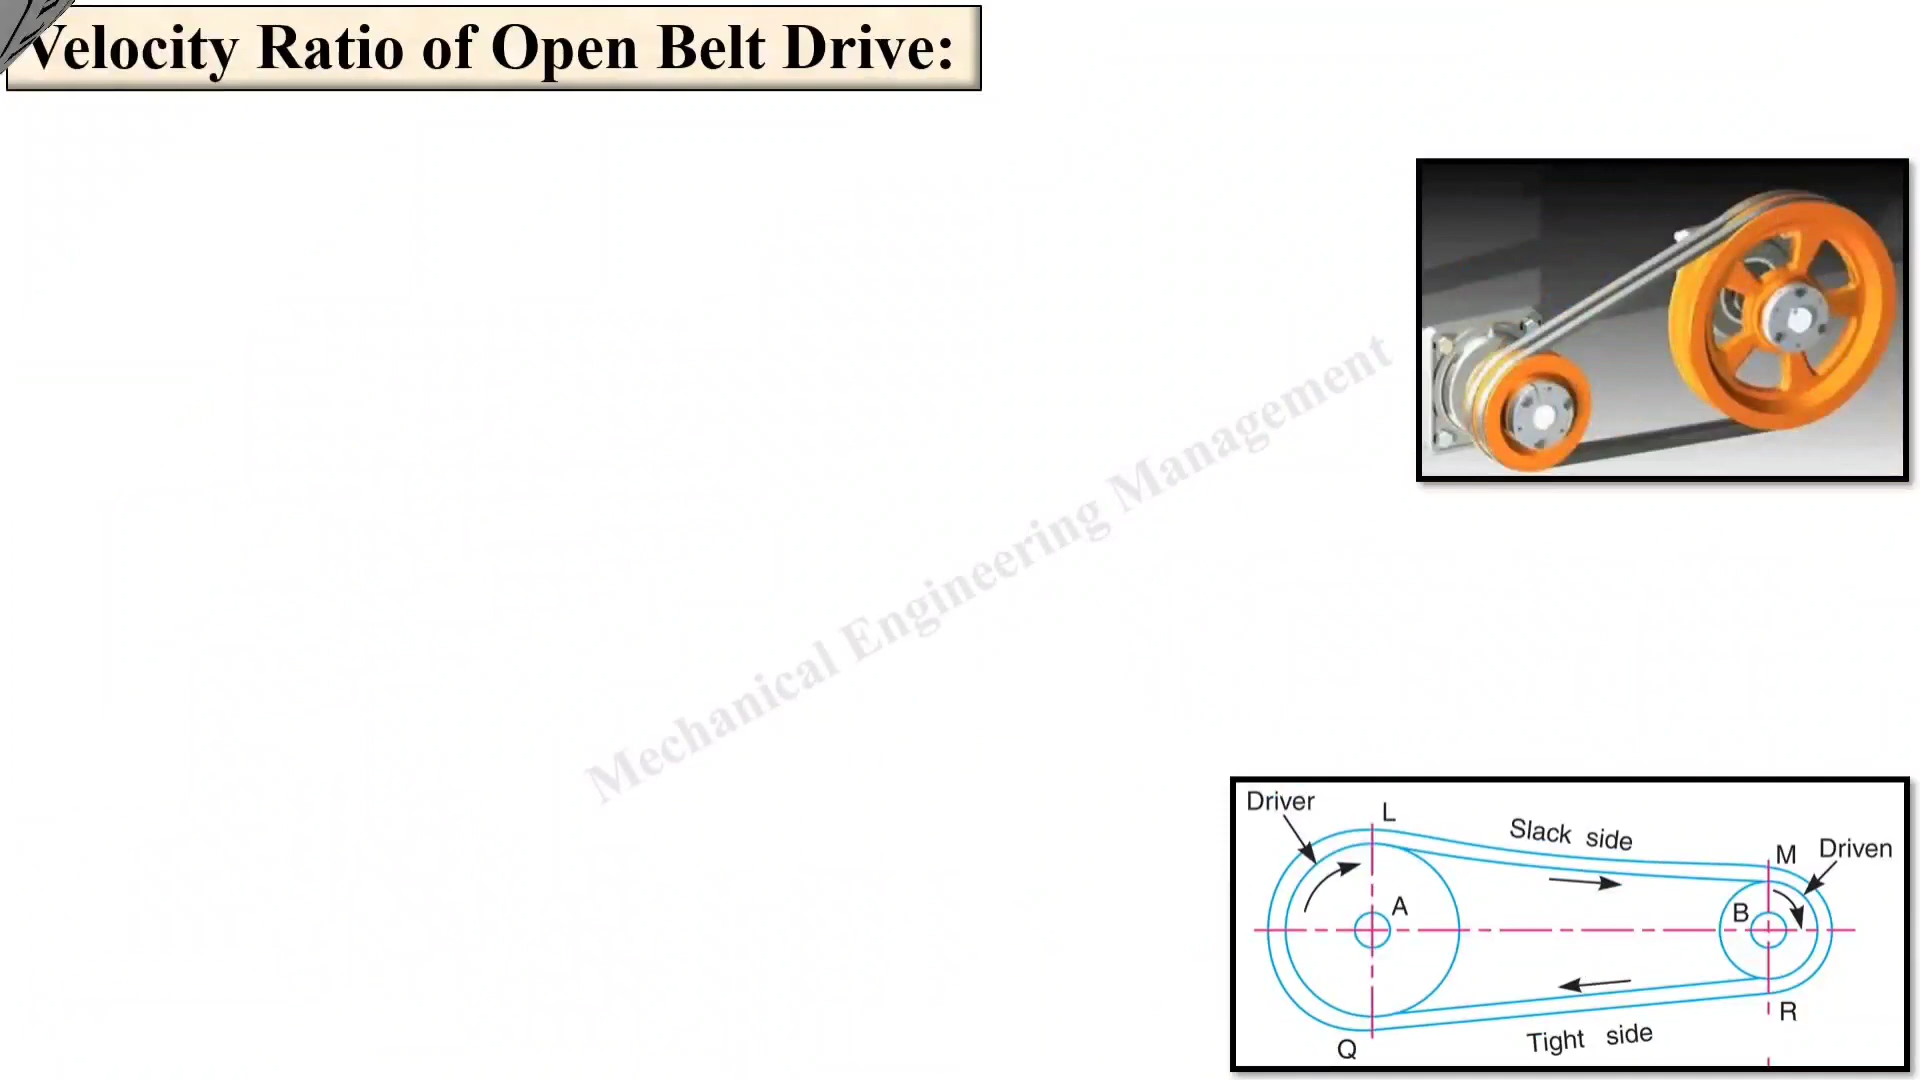 Velocity Ratio of Open Belt Drive:
Mechanical Engineering Management
Driver
L
Slack side
M
Driven
A
B
R
Tight side
Q